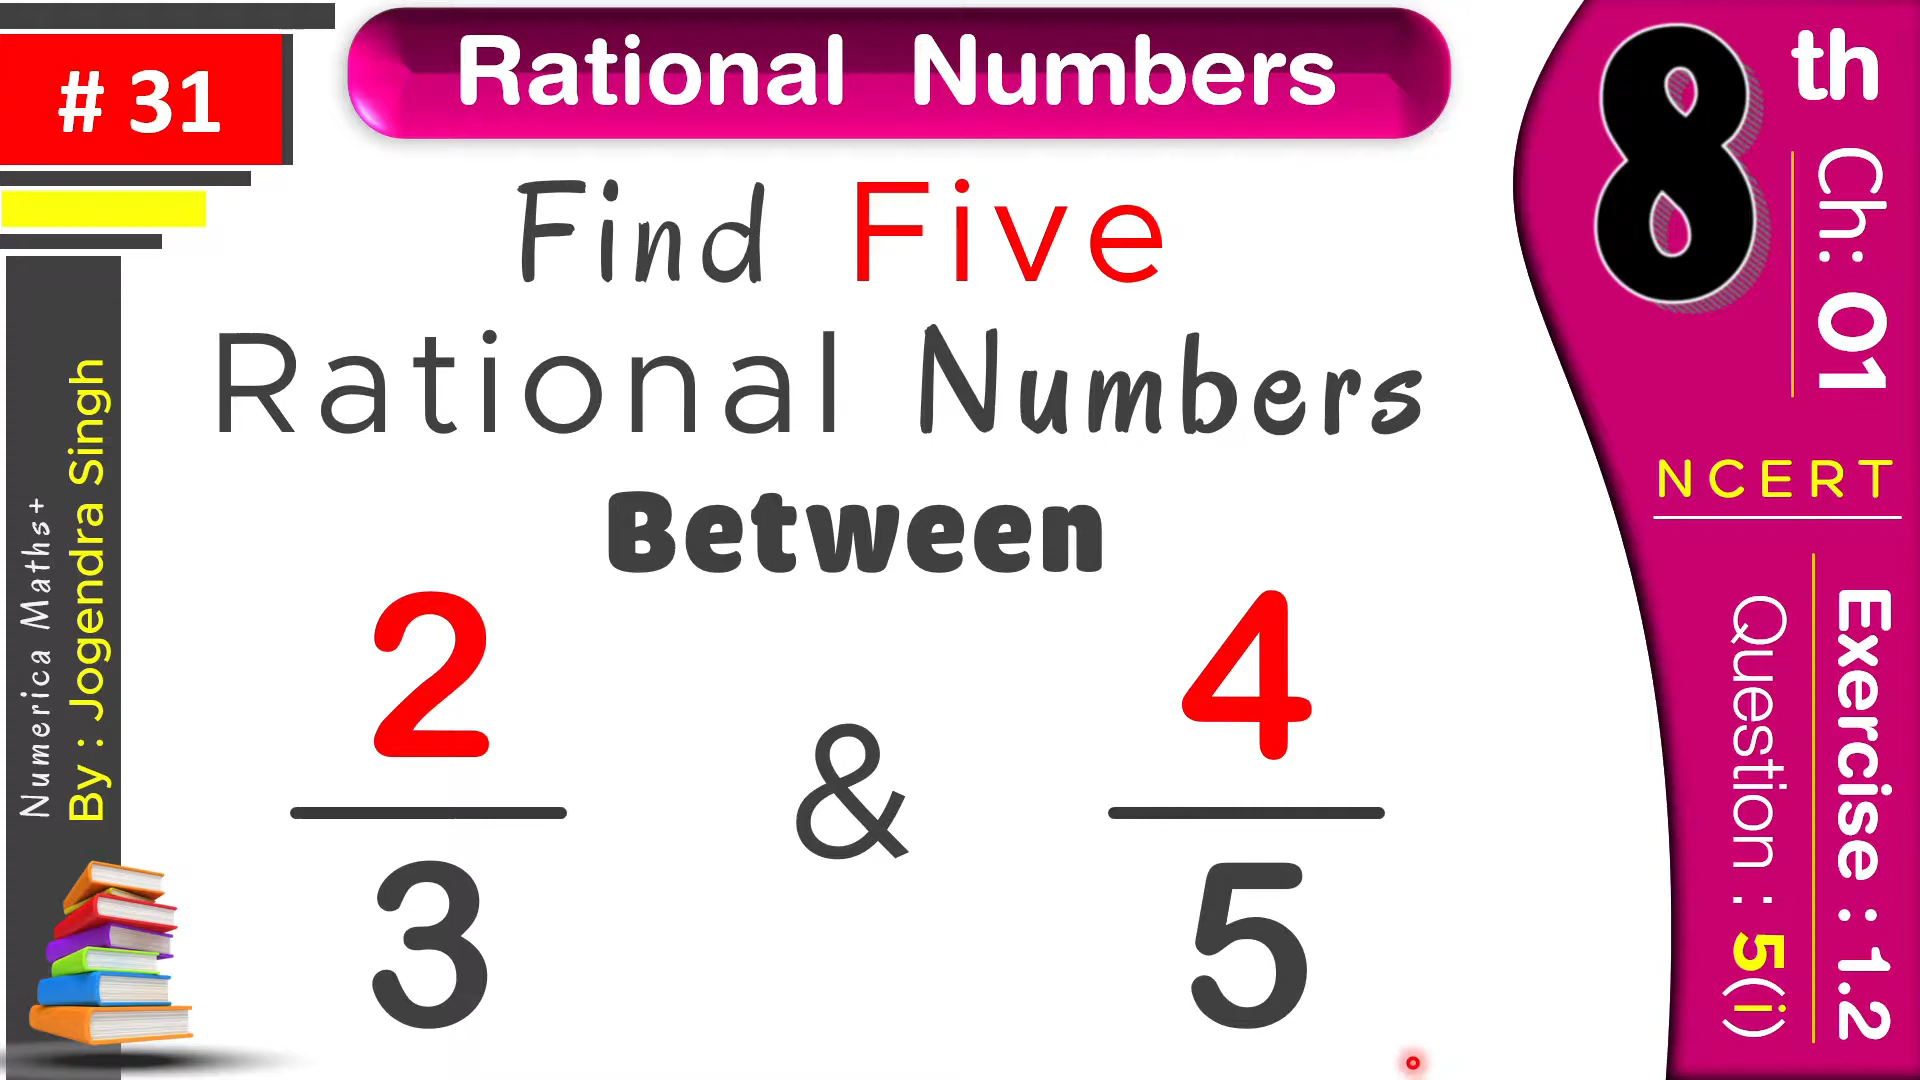 # 31
Rational Numbers
Find Five
Rational Numbers
Between
2
3
&
4
5
8th
Ch: 01
NCERT
Exercise : 1.2
Question : 5(i)
Numerica Maths+
By : Jogendra Singh